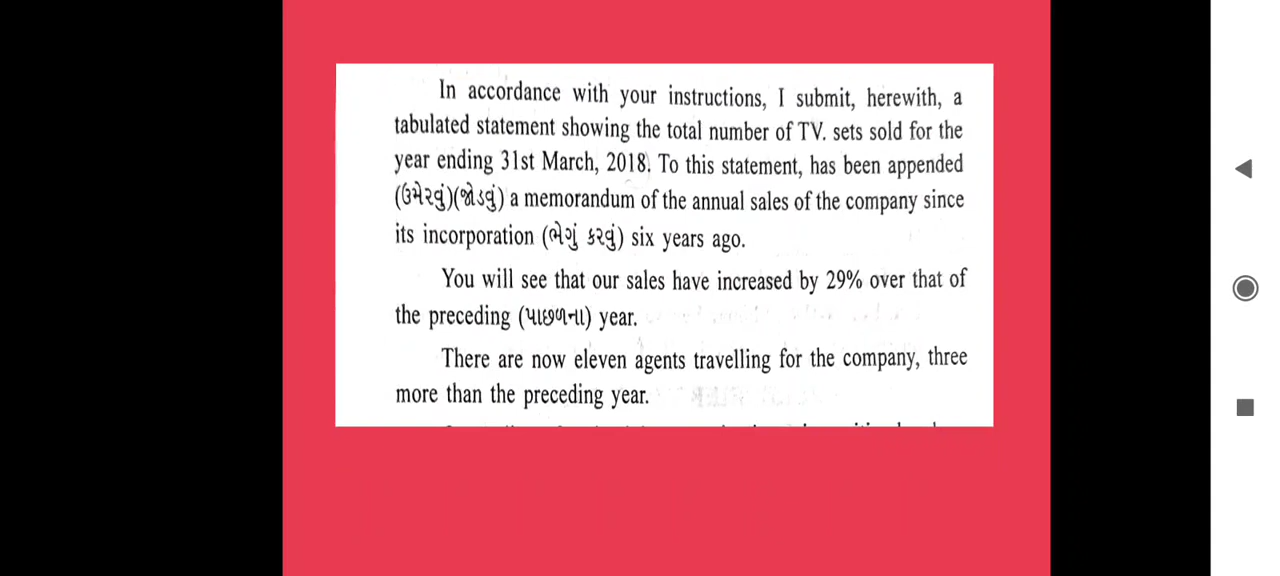 In accordance with your instructions, I submit, herewith, a
tabulated statement showing the total number of TV. sets sold for the
year ending 31st March, 2018. To this statement, has been appended
(ઉમેરવું)(જોડવું) a memorandum of the annual sales of the company since
its incorporation (ભેગું કરવું) six years ago.
You will see that our sales have increased by 29% over that of
the preceding (પાછળના) year.
There are now eleven agents travelling for the company, three
more than the preceding year.